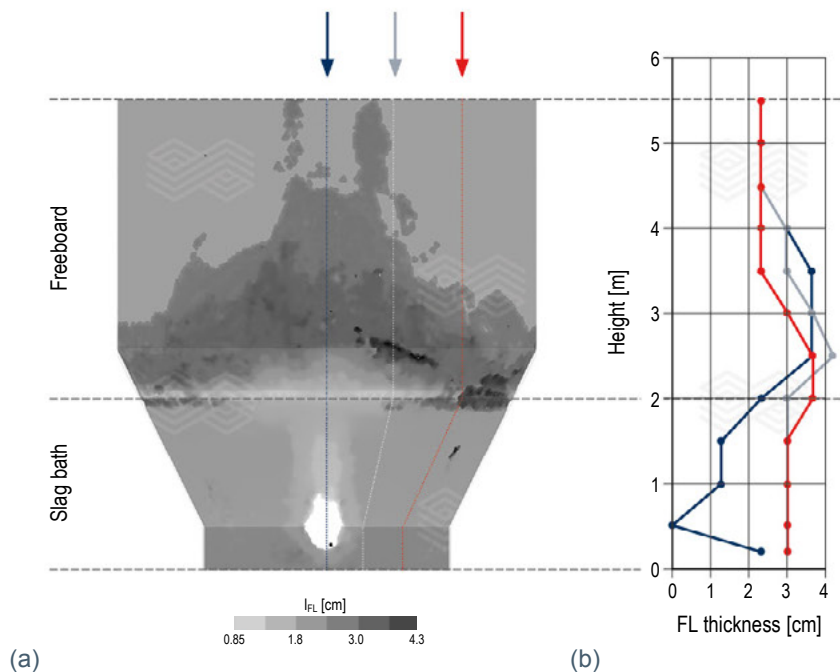 Freeboard
Slag bath
l_FL [cm]
0.85 1.8 3.0 4.3
(a)
6
5
4
3
2
1
0
Height [m]
0 1 2 3 4
FL thickness [cm]
(b)